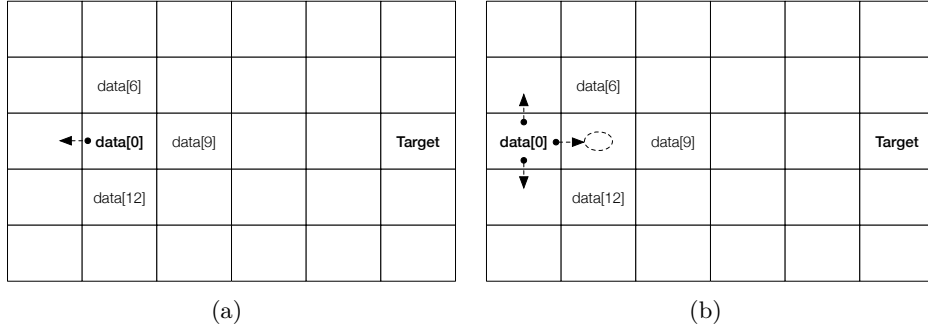 data[6] data[6]
data[0] data[9] Target data[0] data[9] Target
data[12] data[12]
(a) (b)